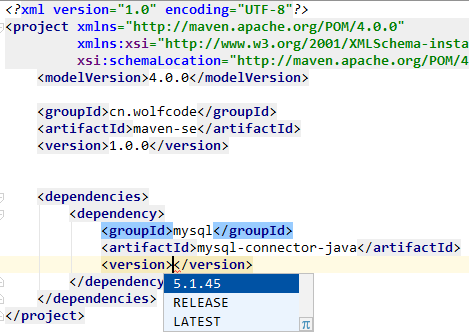 <?xml version="1.0" encoding="UTF-8"?>
<project xmlns="http://maven.apache.org/POM/4.0.0"
xmlns:xsi="http://www.w3.org/2001/XMLSchema-insta
xsi:schemaLocation="http://maven.apache.org/POM/4
<modelVersion>4.0.0</modelVersion>
<groupId>cn.wolfcode</groupId>
<artifactId>maven-se</artifactId>
<version>1.0.0</version>
<dependencies>
<dependency>
<groupId>mysql</groupId>
<artifactId>mysql-connector-java</artifactId>
<version></version>
</dependency
5.1.45
</dependencies>
RELEASE
</project>
LATEST
π